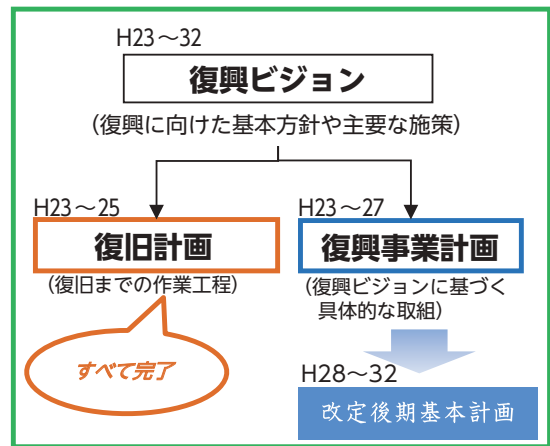 H23～32
復興ビジョン
（復興に向けた基本方針や主要な施策）
H23～25
復旧計画
（復旧までの作業工程）
すべて完了
H23～27
復興事業計画
（復興ビジョンに基づく
具体的な取組）
H28～32
改定後期基本計画